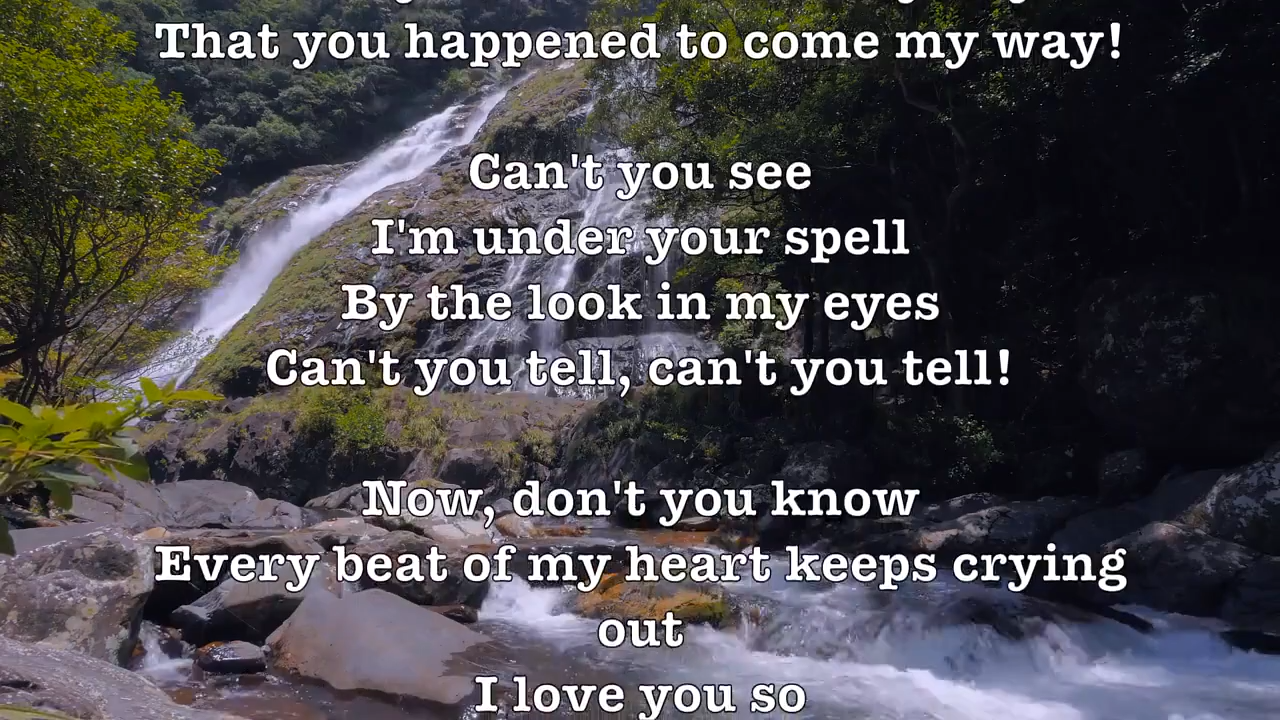 That you happened to come my way!
Can't you see
I'm under your spell
By the look in my eyes
Can't you tell, can't you tell!
Now, don't you know
Every beat of my heart keeps crying
out
I love you so